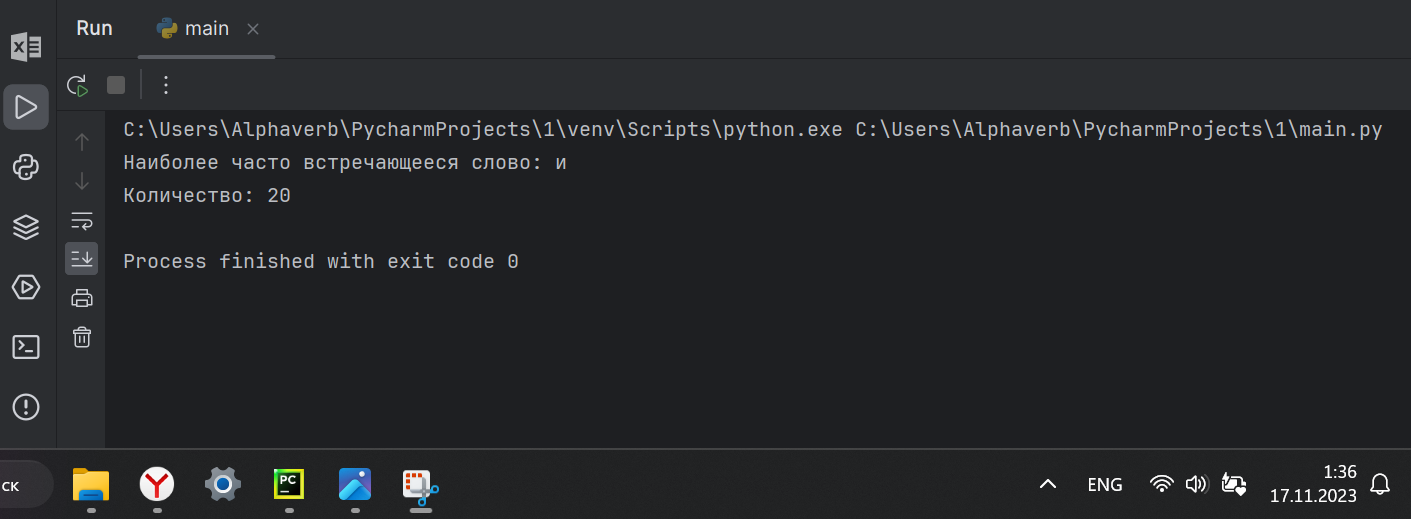 Run main
C:\Users\Alphaverb\PycharmProjects\1\venv\Scripts\python.exe C:\Users\Alphaverb\PycharmProjects\1\main.py
Наиболее часто встречающееся слово: и
Количество: 20
Process finished with exit code 0
ск
PC
ENG
1:36
17.11.2023